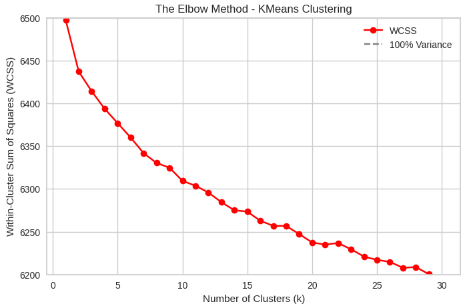 The Elbow Method - KMeans Clustering
WCSS
100% Variance
Within-Cluster Sum of Squares (WCSS)
6500
6450
6400
6350
6300
6250
6200
0 5 10 15 20 25 30
Number of Clusters (k)